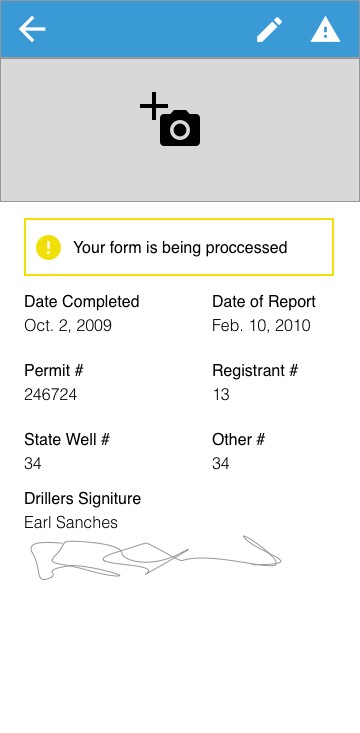 Your form is being proccessed
Date Completed Date of Report
Oct. 2, 2009 Feb. 10, 2010
Permit # Registrant #
246724 13
State Well # Other #
34 34
Drillers Signiture
Earl Sanches